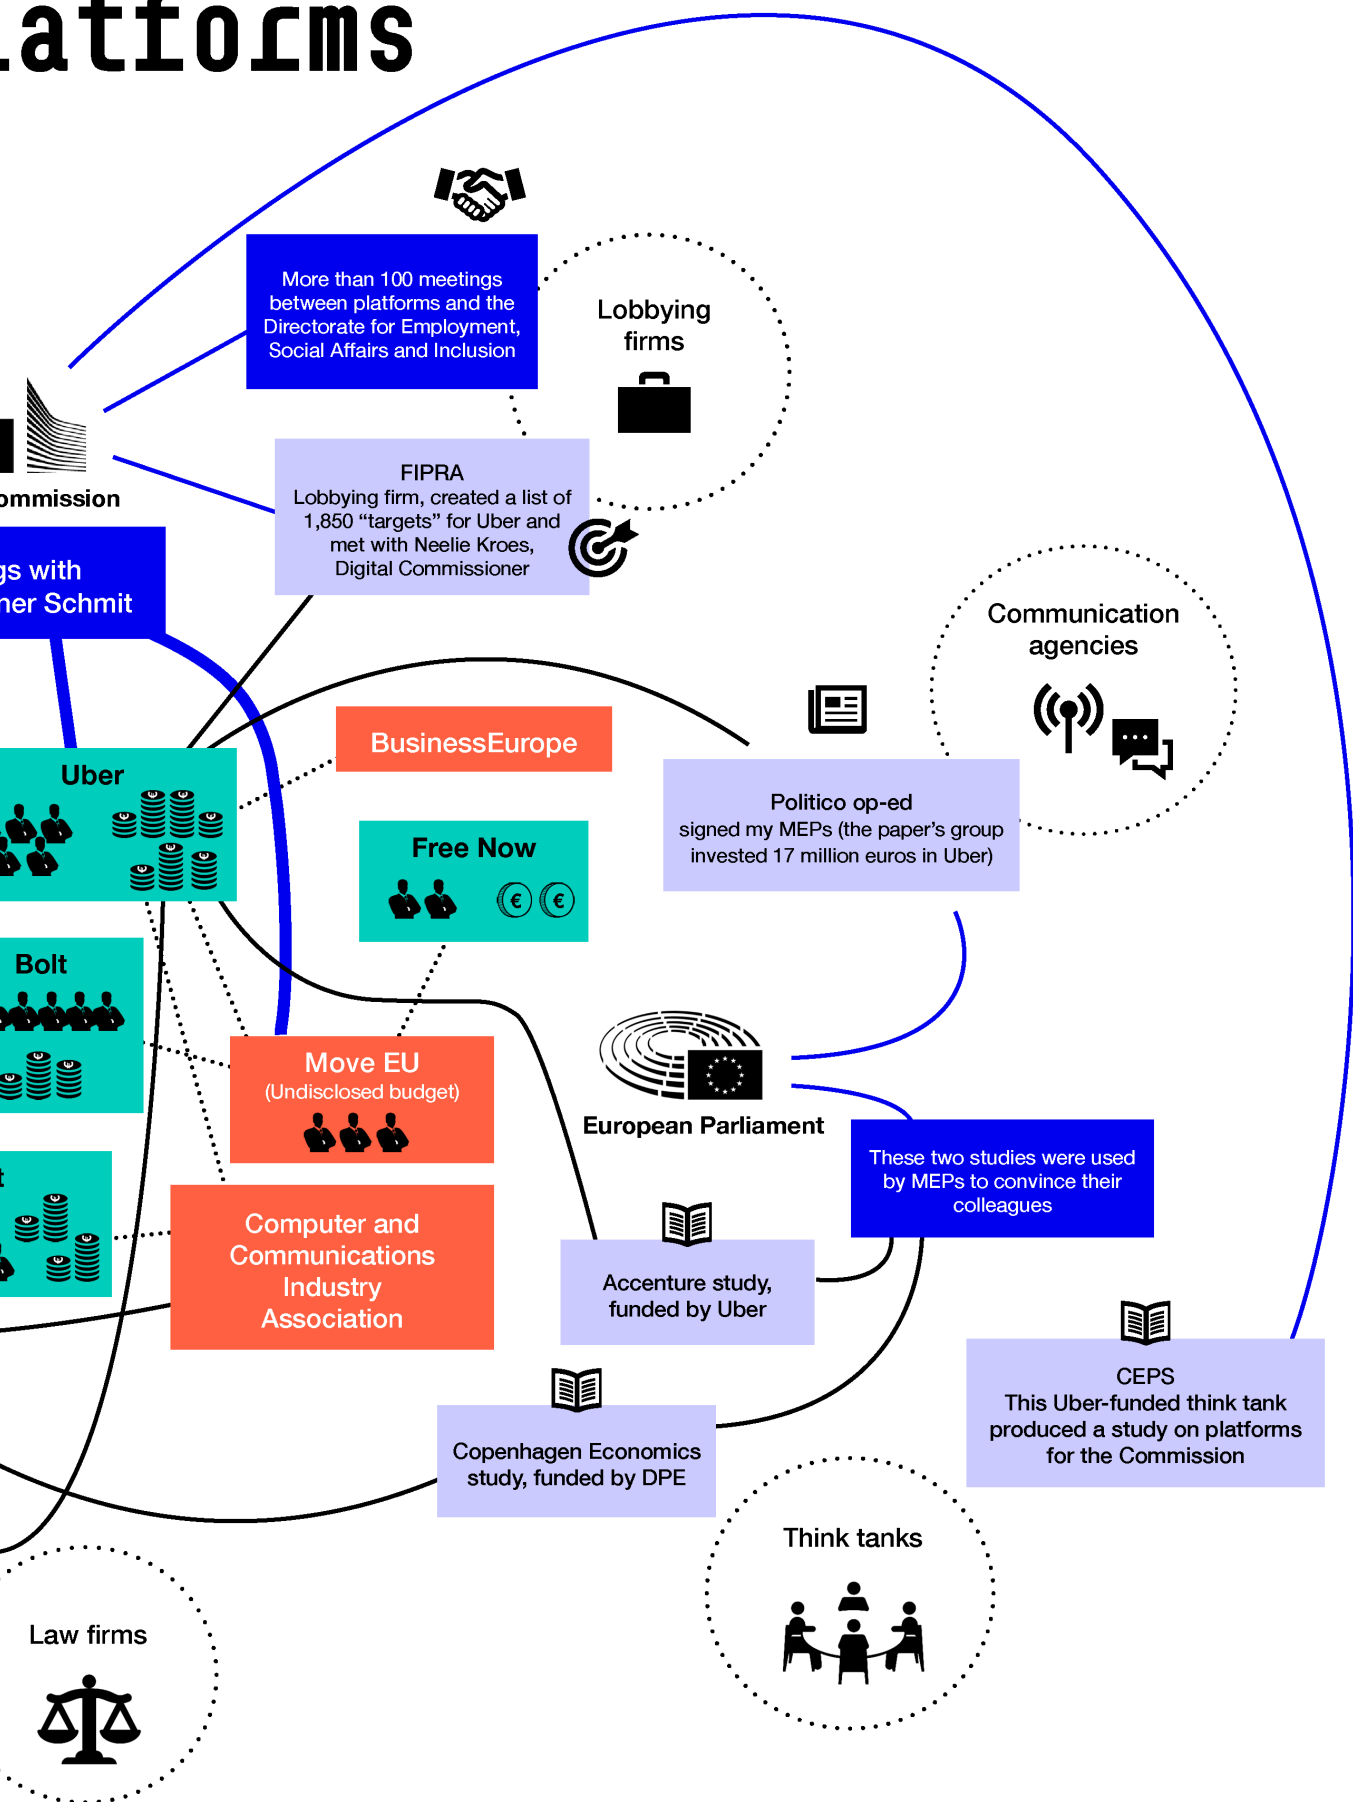 latforms
More than 100 meetings
between platforms and the
Directorate for Employment,
Social Affairs and Inclusion
Lobbying
firms
FIPRA
Lobbying firm, created a list of
1,850 “targets” for Uber and
met with Neelie Kroes,
Digital Commissioner
ommission
gs with
ner Schmit
Communication
agencies
Uber
BusinessEurope
Politico op-ed
signed my MEPs (the paper’s group
invested 17 million euros in Uber)
Free Now
Bolt
Move EU
(Undisclosed budget)
European Parliament
These two studies were used
by MEPs to convince their
colleagues
t
Computer and
Communications
Industry
Association
Accenture study,
funded by Uber
CEPS
This Uber-funded think tank
produced a study on platforms
for the Commission
Copenhagen Economics
study, funded by DPE
Think tanks
Law firms